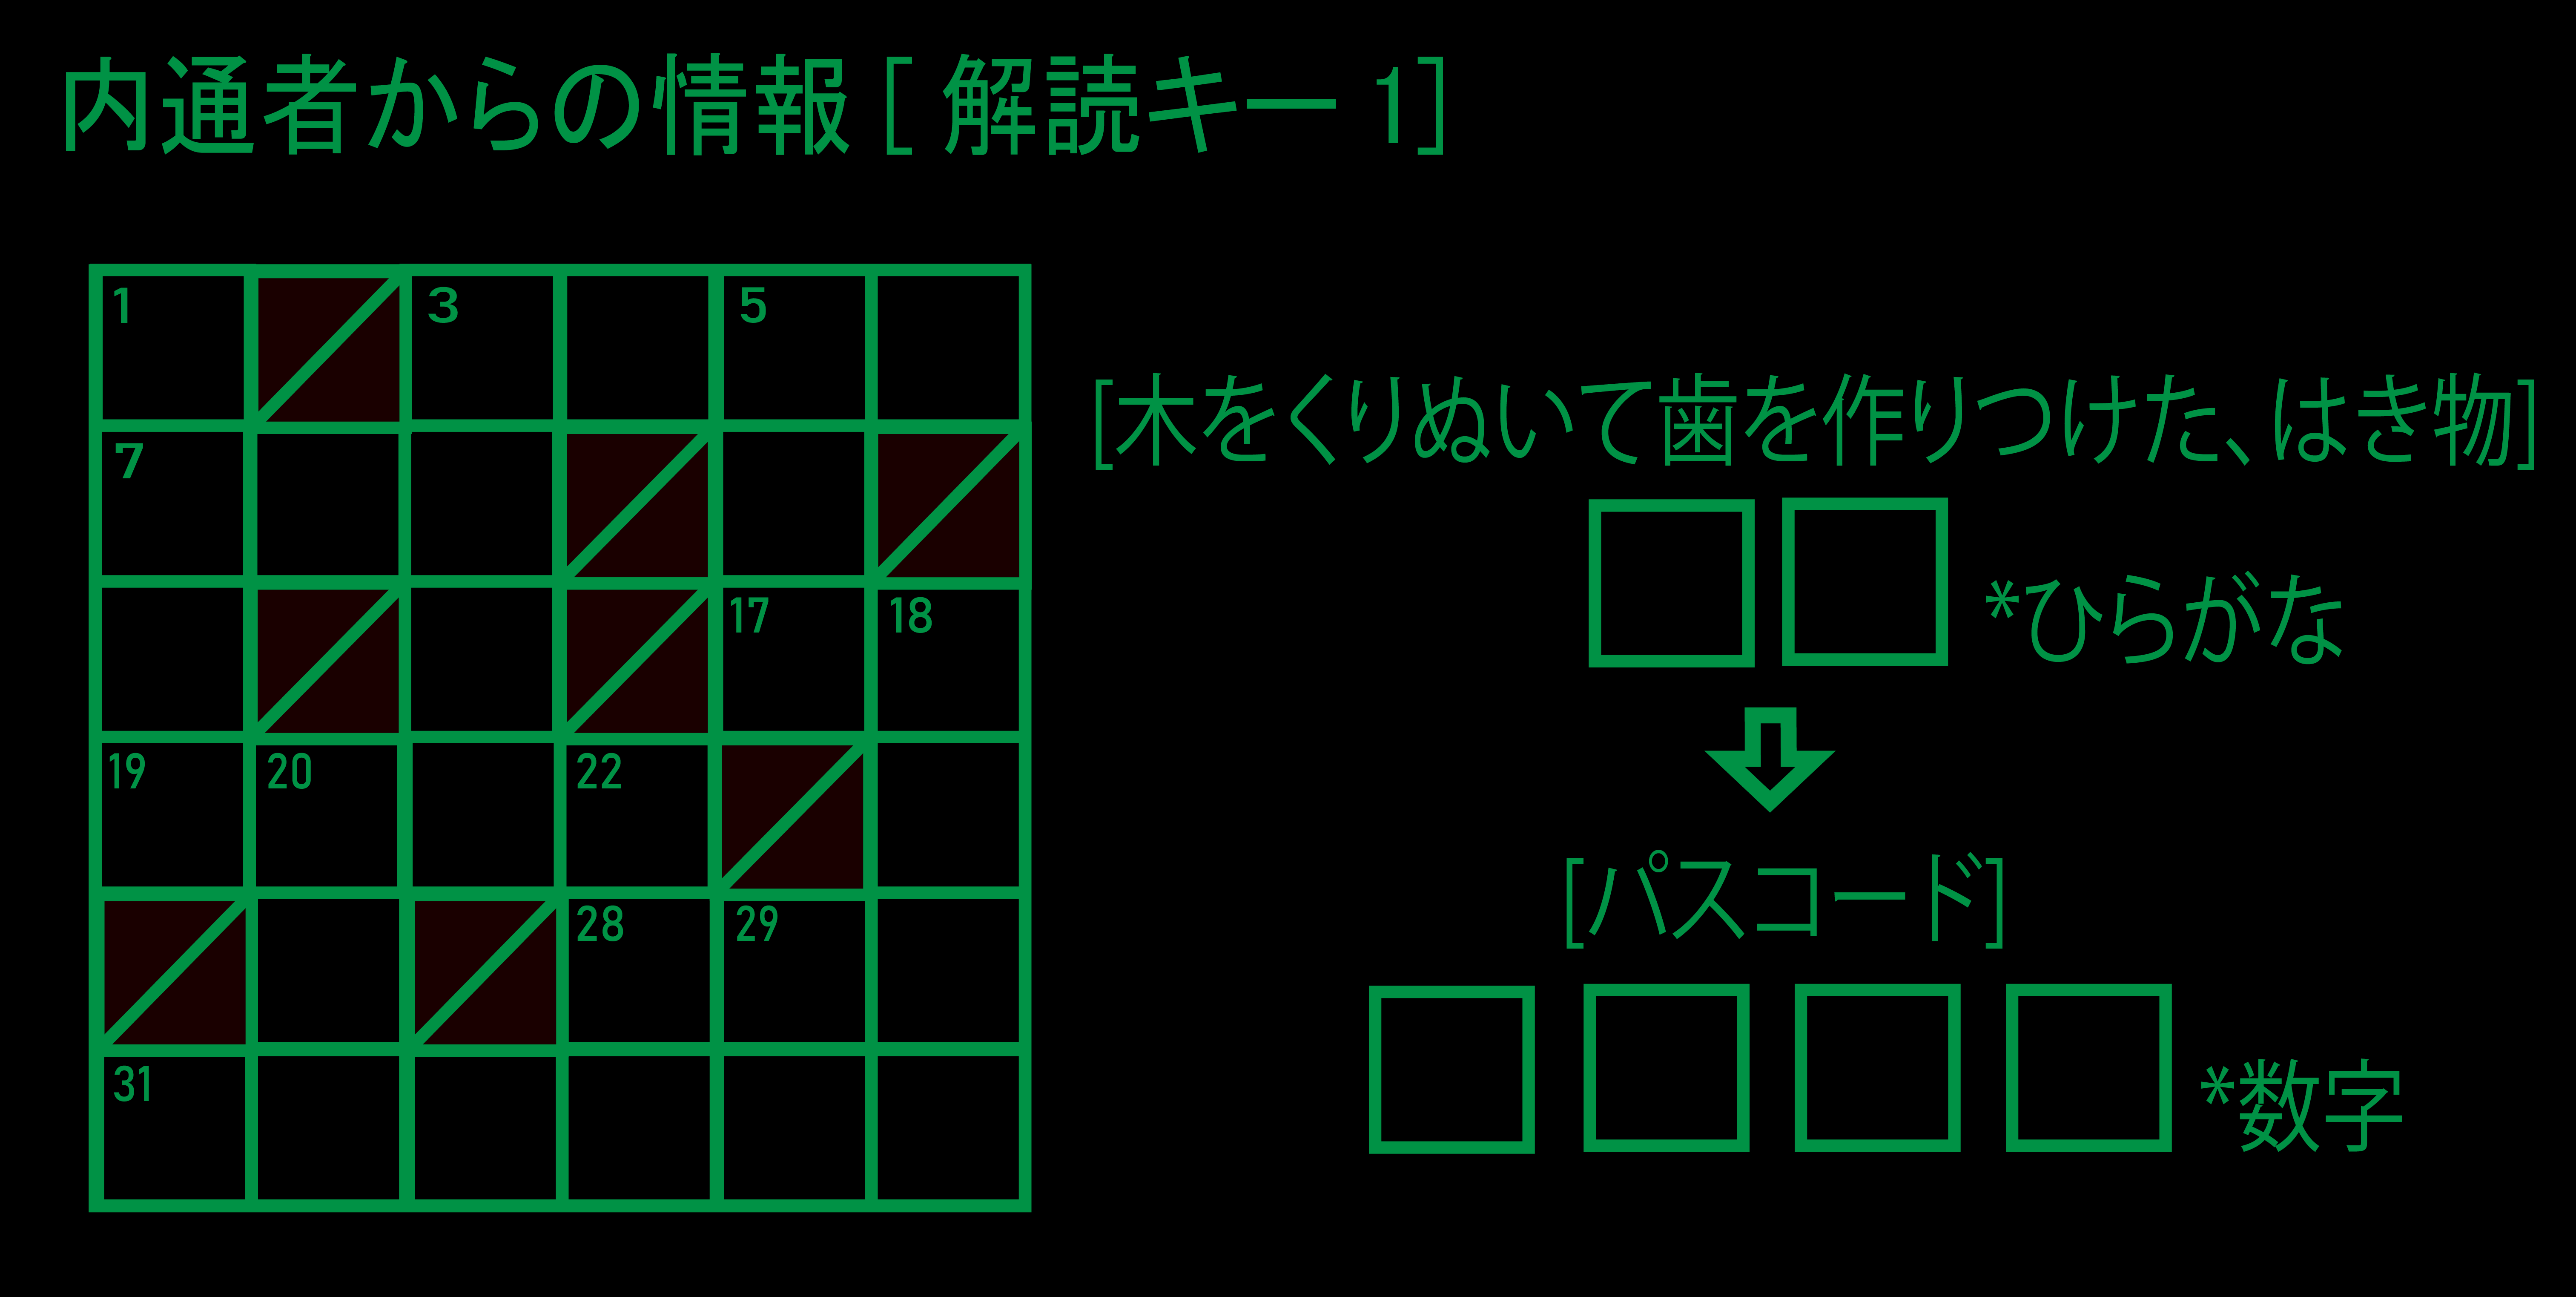 内通者からの情報 [ 解読キー 1]
1 3 5
7
17 18
19 20 22
28 29
31
[木をくりぬいて歯を作りつけた、はき物]
*ひらがな
[パスコード]
*数字